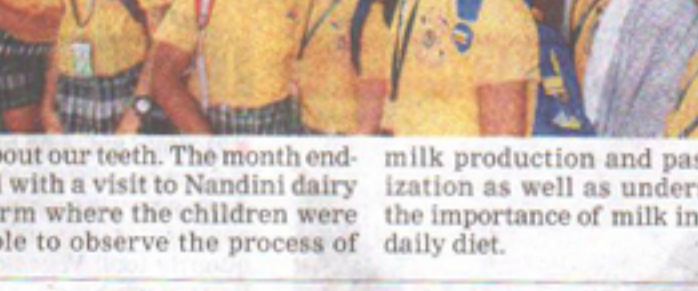 out our teeth. The month end-
with a visit to Nandini dairy
rm where the children were
le to observe the process of
milk production and pa
ization as well as under
the importance of milk in
daily diet.